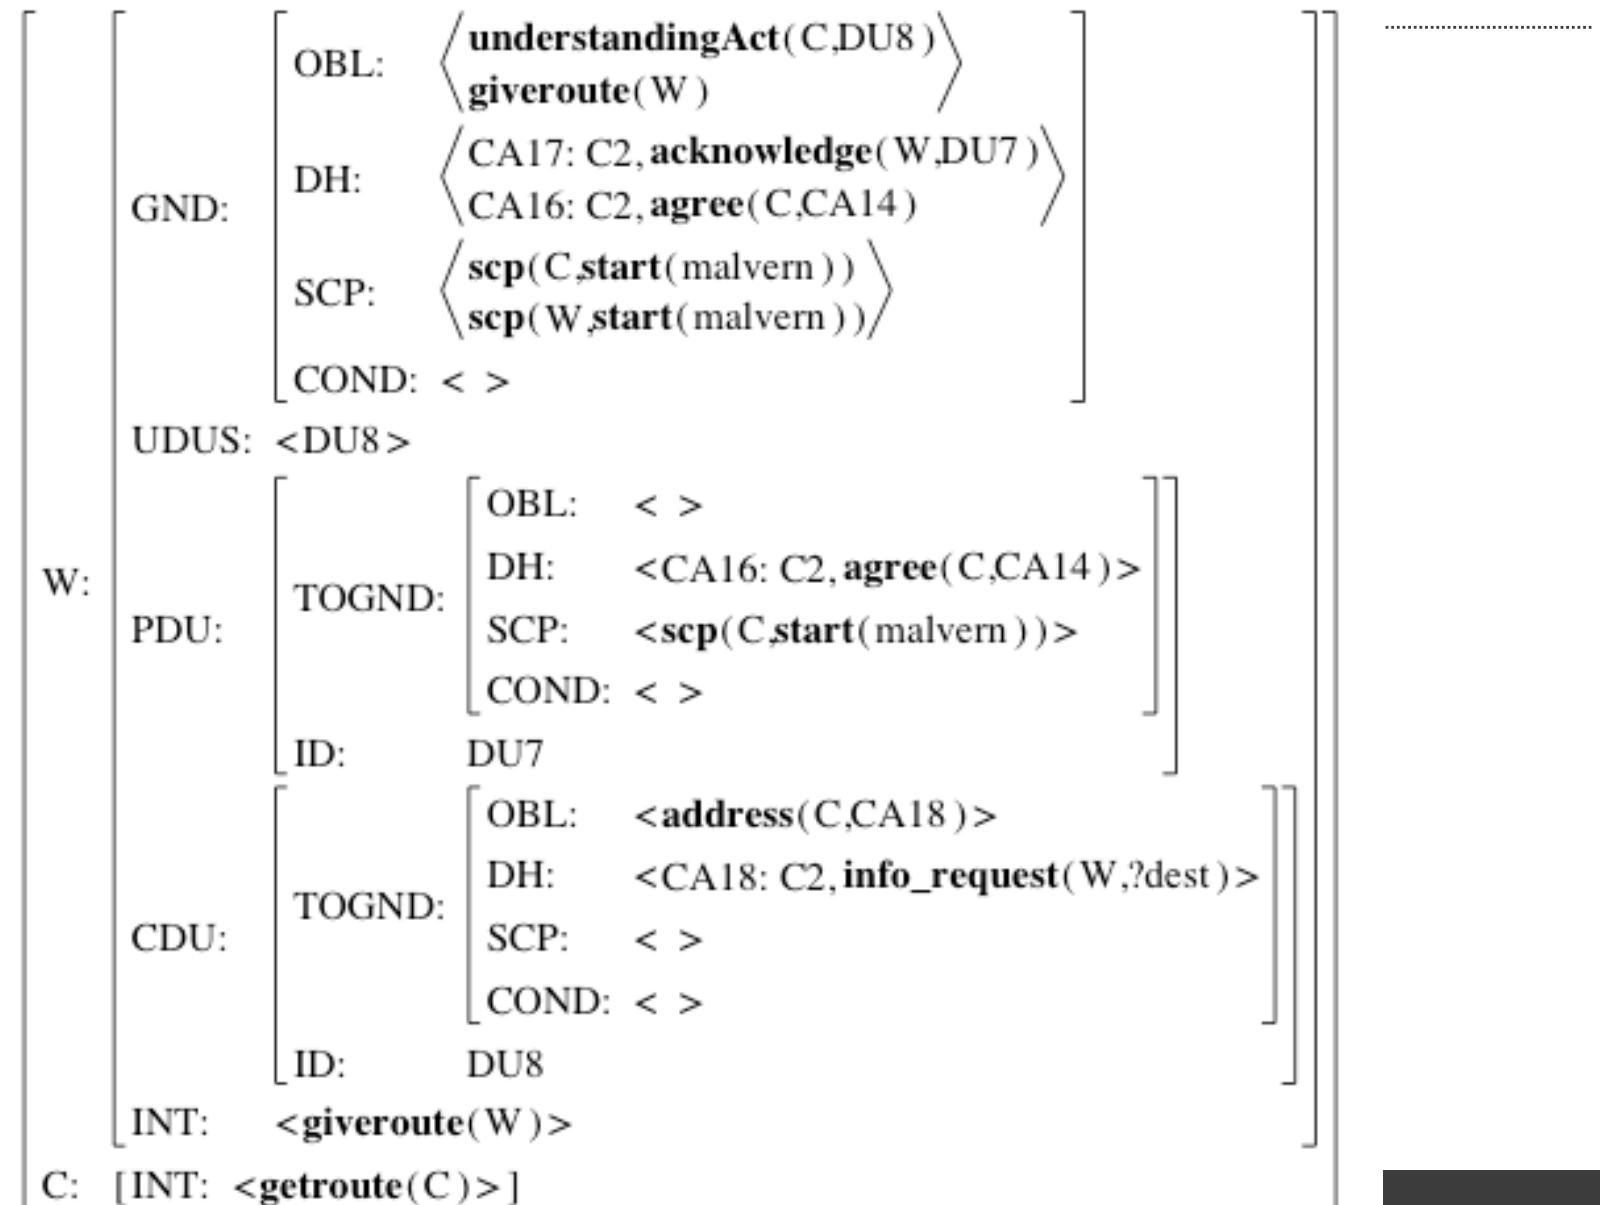 OBL: ⟨understandingAct(C,DU8)
giveroute(W)⟩
GND: DH: ⟨CA17: C2, acknowledge(W,DU7)
CA16: C2, agree(C,CA14)⟩
SCP: ⟨scp(C,start(malvern))
scp(W,start(malvern))⟩
COND: < >
UDUS: <DU8>
W: PDU: TOGND: OBL: < >
DH: <CA16: C2, agree(C,CA14)>
SCP: <scp(C,start(malvern))>
COND: < >
ID: DU7
CDU: TOGND: OBL: <address(C,CA18)>
DH: <CA18: C2, info_request(W,?dest)>
SCP: < >
COND: < >
ID: DU8
INT: <giveroute(W)>
C: [INT: <getroute(C)>]